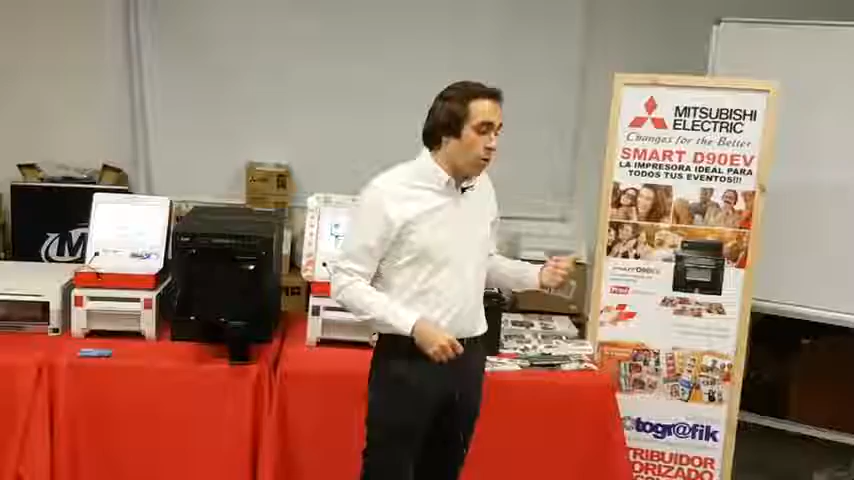 MITSUBISHI
ELECTRIC
Changes for the Better
SMART D90EV
LA IMPRESORA IDEAL PARA
TODOS TUS EVENTOS!!!
togr@fik
TRIBUIDOR
ORIZADO
M